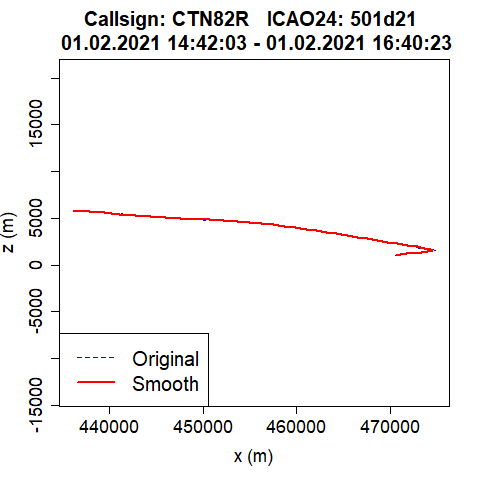 Callsign: CTN82R   ICAO24: 501d21
01.02.2021 14:42:03 - 01.02.2021 16:40:23
z (m)
15000
5000
0
-5000
-15000
Original
Smooth
440000 450000 460000 470000
x (m)